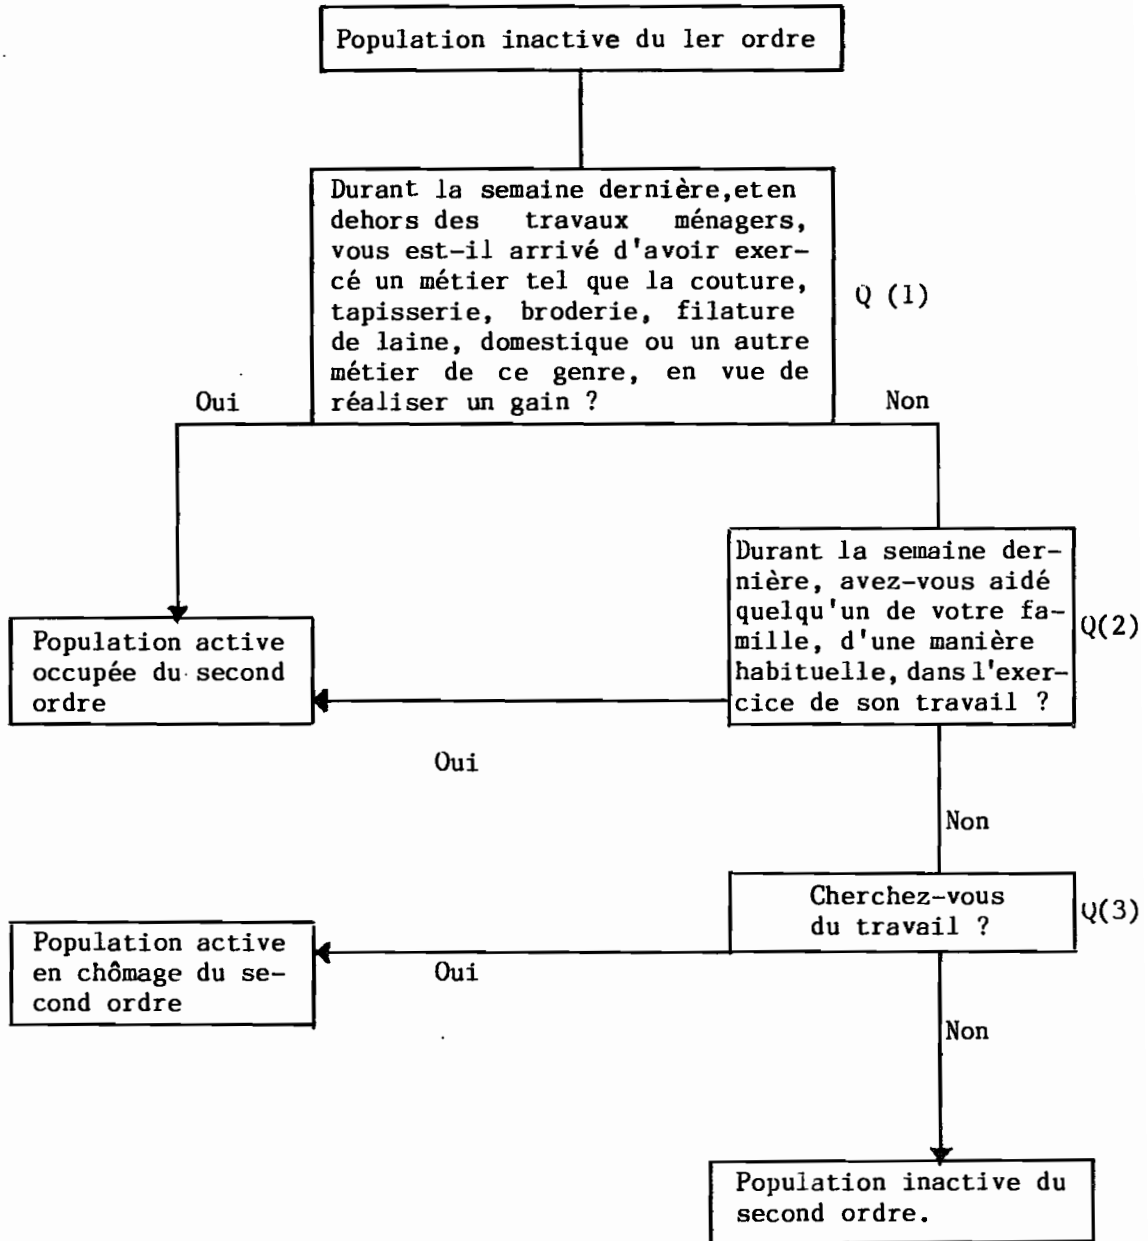 Population inactive du 1er ordre
Durant la semaine dernière,et en
dehors des travaux ménagers,
vous est-il arrivé d'avoir exer-
cé un métier tel que la couture,
tapisserie, broderie, filature
de laine, domestique ou un autre
métier de ce genre, en vue de
réaliser un gain ?
Q (1)
Oui
Non
Durant la semaine der-
nière, avez-vous aidé
quelqu'un de votre fa-
mille, d'une manière
habituelle, dans l'exer-
cice de son travail ?
Q(2)
Population active
occupée du second
ordre
Oui
Non
Cherchez-vous
du travail ?
Q(3)
Population active
en chômage du se-
cond ordre
Oui
Non
Population inactive du
second ordre.